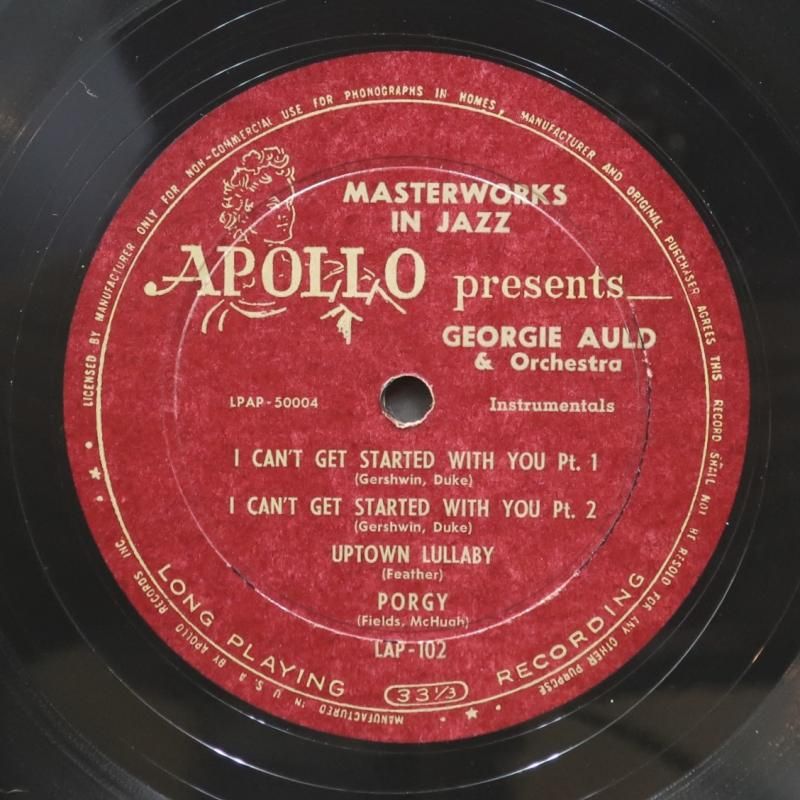 LICENSED BY MANUFACTURER ONLY FOR NON-COMMERCIAL USE FOR PHONOGRAPHS IN HOMES, MANUFACTURER AND ORIGINAL PURCHASER AGREES THIS RECORD SHALL NOT BE RESOLD FOR ANY OTHER PURPOSE
MASTERWORKS
IN JAZZ
APOLLO presents
GEORGIE AULD
& Orchestra
LPAP-50004
Instrumentals
I CAN'T GET STARTED WITH YOU Pt. 1
(Gershwin, Duke)
I CAN'T GET STARTED WITH YOU Pt. 2
(Gershwin, Duke)
UPTOWN LULLABY
(Feather)
PORGY
(Fields, McHugh)
LAP-102
LONG PLAYING 33 1/3 RECORDING
MANUFACTURED IN U.S.A BY APOLLO RECORDS INC.